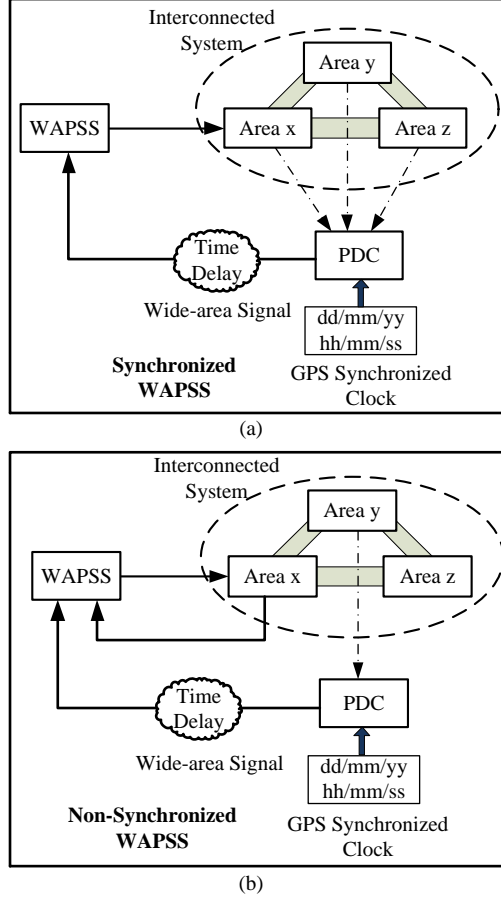 Interconnected
System
Area y
WAPSS
Area x
Area z
Time
Delay
PDC
Wide-area Signal
dd/mm/yy
hh/mm/ss
Synchronized
WAPSS
GPS Synchronized
Clock
(a)
Interconnected
System
Area y
WAPSS
Area x
Area z
Time
Delay
PDC
Wide-area Signal
dd/mm/yy
hh/mm/ss
Non-Synchronized
WAPSS
GPS Synchronized
Clock
(b)